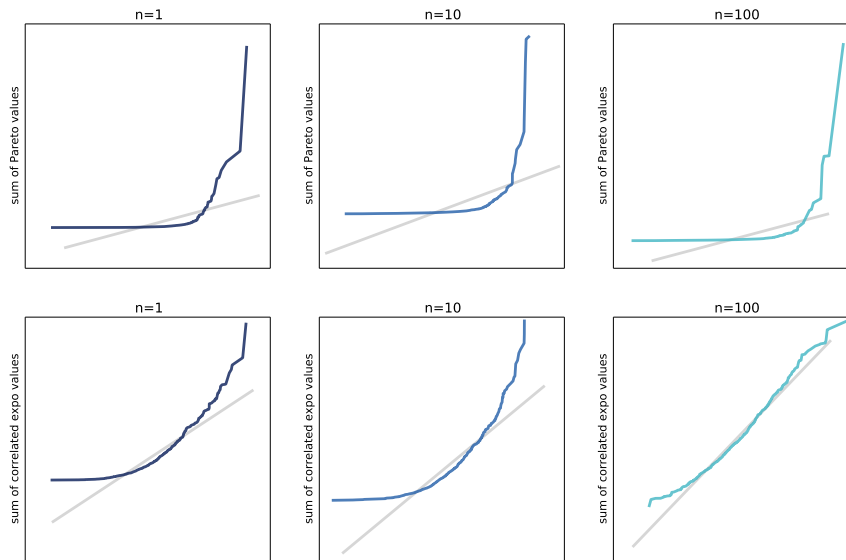 n=1
n=10
n=100
sum of Pareto values
sum of Pareto values
sum of Pareto values
n=1
n=10
n=100
sum of correlated expo values
sum of correlated expo values
sum of correlated expo values